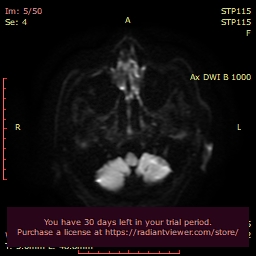 Im: 5/50
Se: 4
A
STP115
STP115
F
Ax DWI B 1000
R
L
You have 30 days left in your trial period.
Purchase a license at https://radiantviewer.com/store/